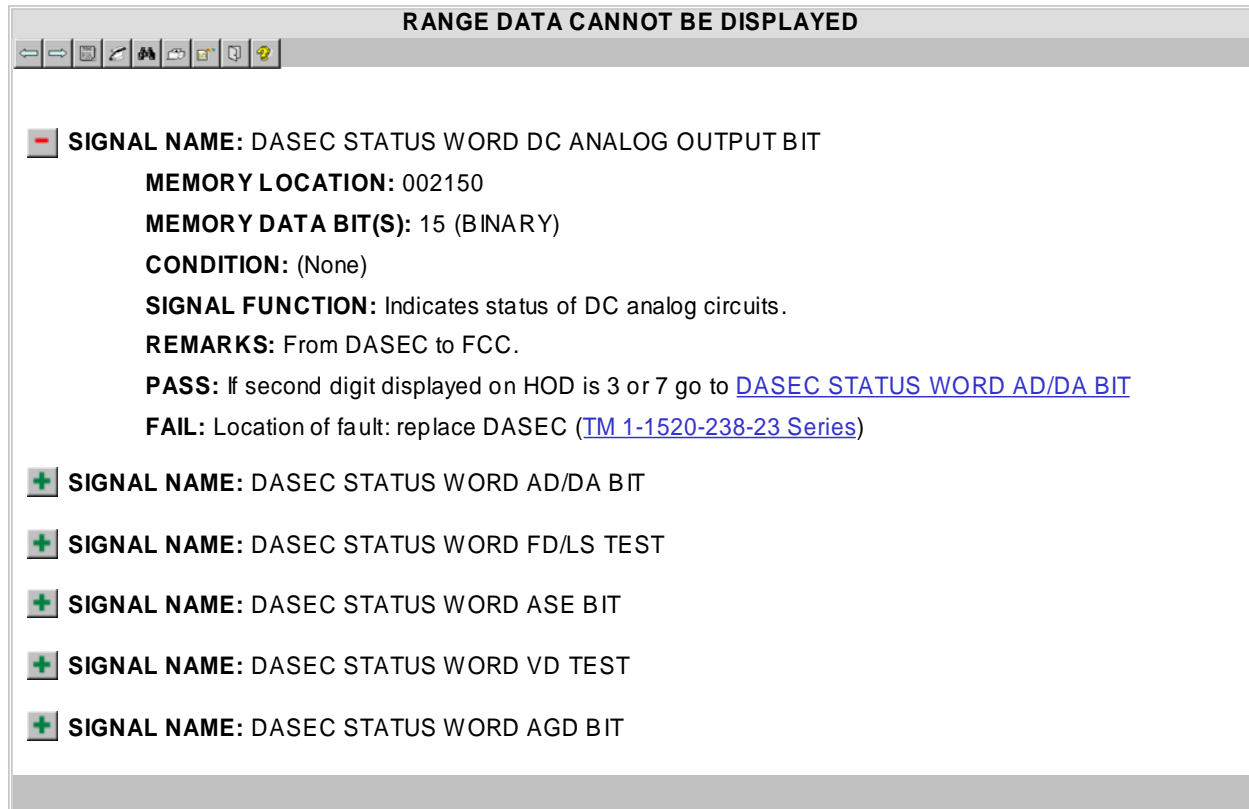 RANGE DATA CANNOT BE DISPLAYED
SIGNAL NAME: DASEC STATUS WORD DC ANALOG OUTPUT BIT
MEMORY LOCATION: 002150
MEMORY DATA BIT(S): 15 (BINARY)
CONDITION: (None)
SIGNAL FUNCTION: Indicates status of DC analog circuits.
REMARKS: From DASEC to FCC.
PASS: If second digit displayed on HOD is 3 or 7 go to DASEC STATUS WORD AD/DA BIT
FAIL: Location of fault: replace DASEC (TM 1-1520-238-23 Series)
SIGNAL NAME: DASEC STATUS WORD AD/DA BIT
SIGNAL NAME: DASEC STATUS WORD FD/LS TEST
SIGNAL NAME: DASEC STATUS WORD ASE BIT
SIGNAL NAME: DASEC STATUS WORD VD TEST
SIGNAL NAME: DASEC STATUS WORD AGD BIT